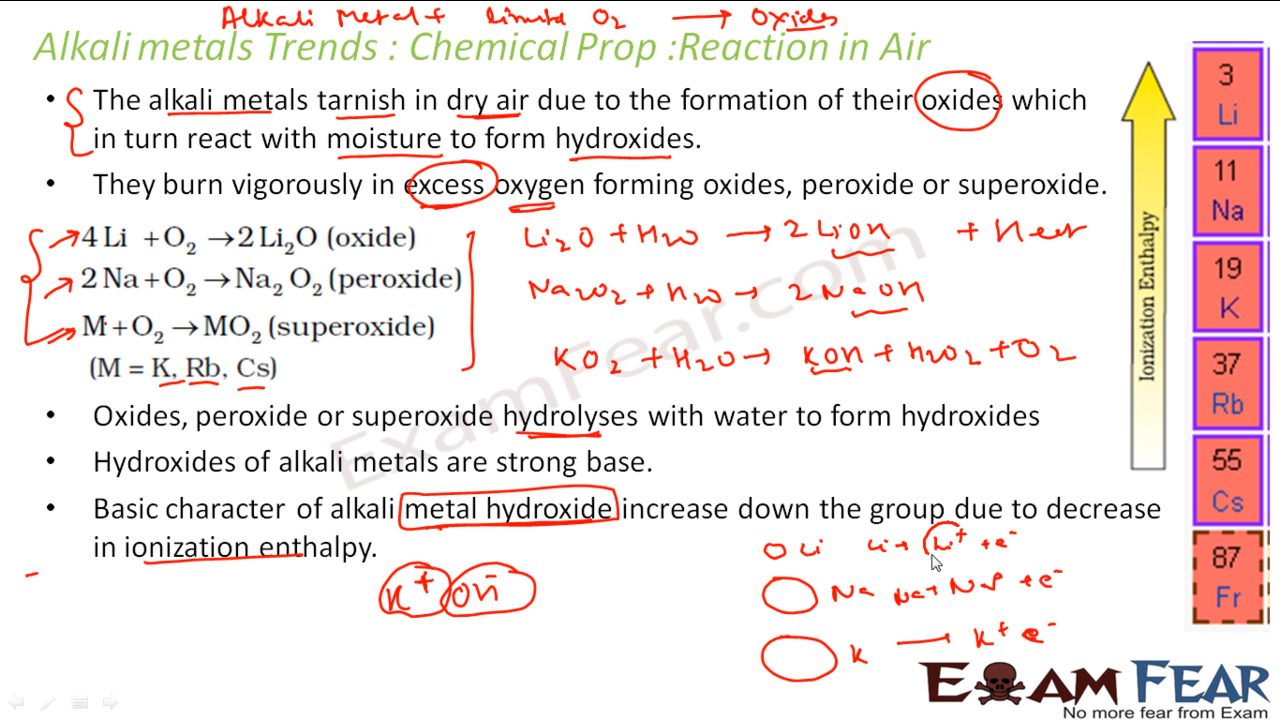 Alkali Metal + limited O2 → Oxides
Alkali metals Trends : Chemical Prop :Reaction in Air
• The alkali metals tarnish in dry air due to the formation of their oxides which
in turn react with moisture to form hydroxides.
• They burn vigorously in excess oxygen forming oxides, peroxide or superoxide.
4 Li + O2 → 2 Li2O (oxide)
2 Na + O2 → Na2 O2 (peroxide)
M + O2 → MO2 (superoxide)
(M = K, Rb, Cs)
Li2O + H2O → 2 LiOH + Heat
Na2O2 + H2O → 2 NaOH
KO2 + H2O → KOH + H2O2 + O2
• Oxides, peroxide or superoxide hydrolyses with water to form hydroxides
• Hydroxides of alkali metals are strong base.
• Basic character of alkali metal hydroxide increase down the group due to decrease
in ionization enthalpy.
K+ OH-
Li Li → Li+ + e-
Na Na → Na+ + e-
K → K+ e-
Ionization Enthalpy
3
Li
11
Na
19
K
37
Rb
55
Cs
87
Fr
ExamFear.com
EXAM FEAR
No more fear from Exam